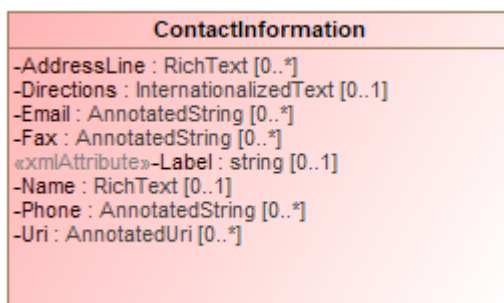 ContactInformation
-AddressLine : RichText [0..*]
-Directions : InternationalizedText [0..1]
-Email : AnnotatedString [0..*]
-Fax : AnnotatedString [0..*]
«xmlAttribute»-Label : string [0..1]
-Name : RichText [0..1]
-Phone : AnnotatedString [0..*]
-Uri : AnnotatedUri [0..*]